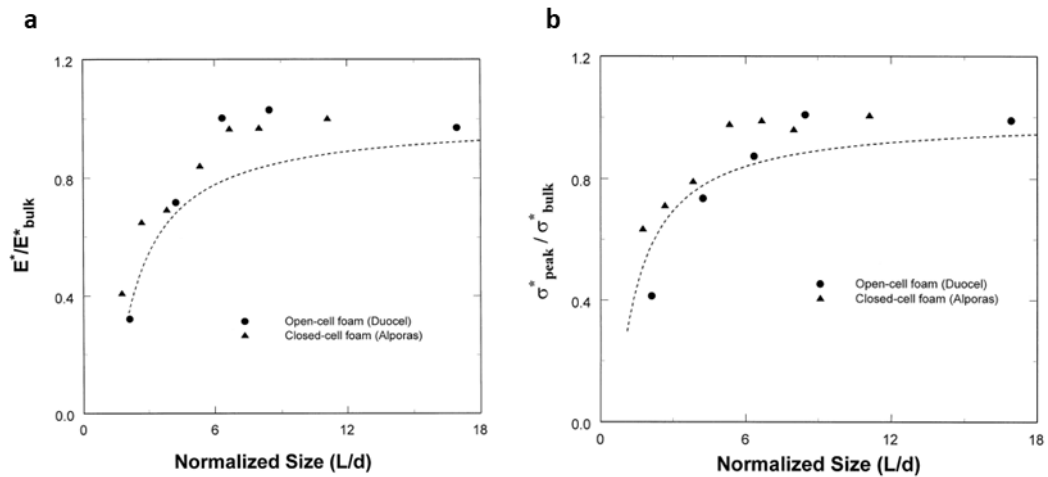 a
1.2
0.8
0.4
0.0
E*/E*bulk
Open-cell foam (Duocel)
Closed-cell foam (Alporas)
0
6
12
18
Normalized Size (L/d)
b
1.2
0.8
0.4
0.0
σ*peak / σ*bulk
Open-cell foam (Duocel)
Closed-cell foam (Alporas)
0
6
12
18
Normalized Size (L/d)